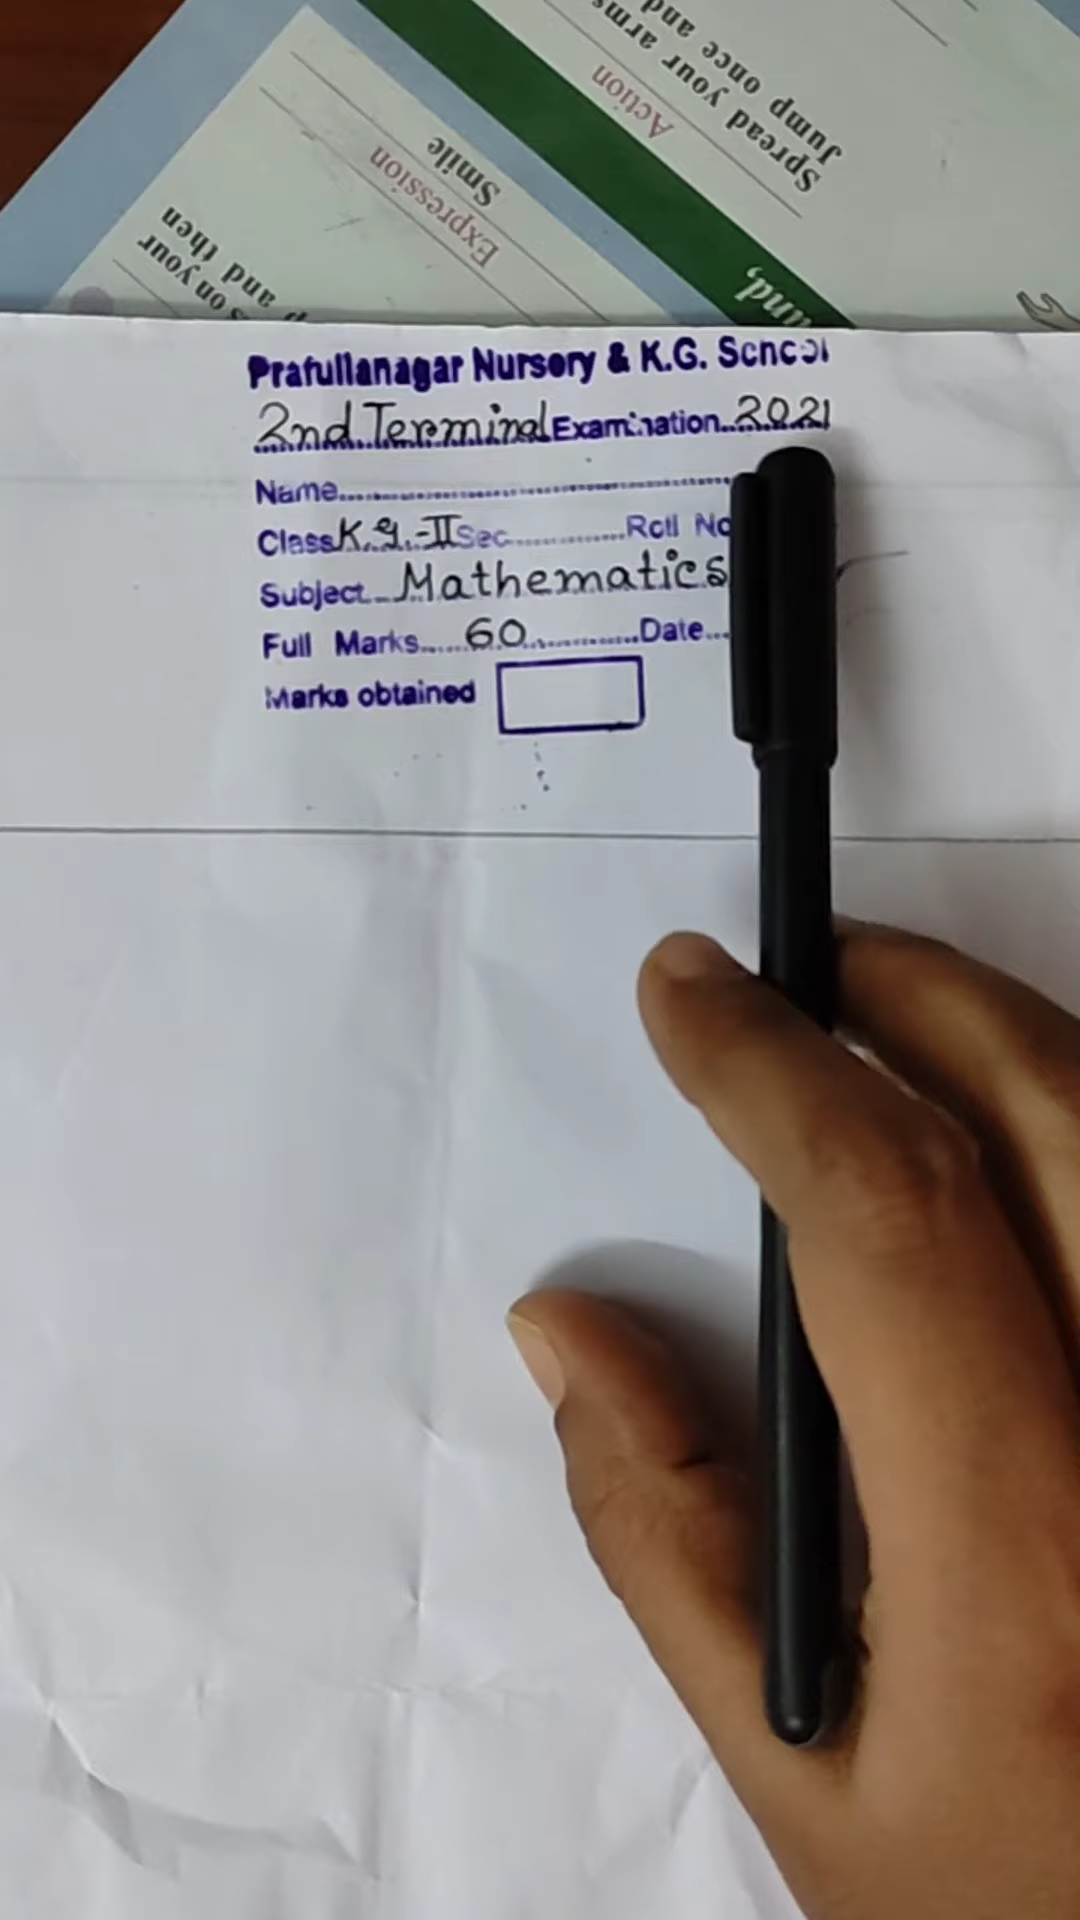 Spread your arms
Jump once and
Action
Smile
Expression
on your
and then
und,
Prafullanagar Nursery & K.G. School
2nd Terminal Examination 2021
Name
Class K.G.-II Sec Roll No
Subject Mathematics
Full Marks 60 Date
Marks obtained